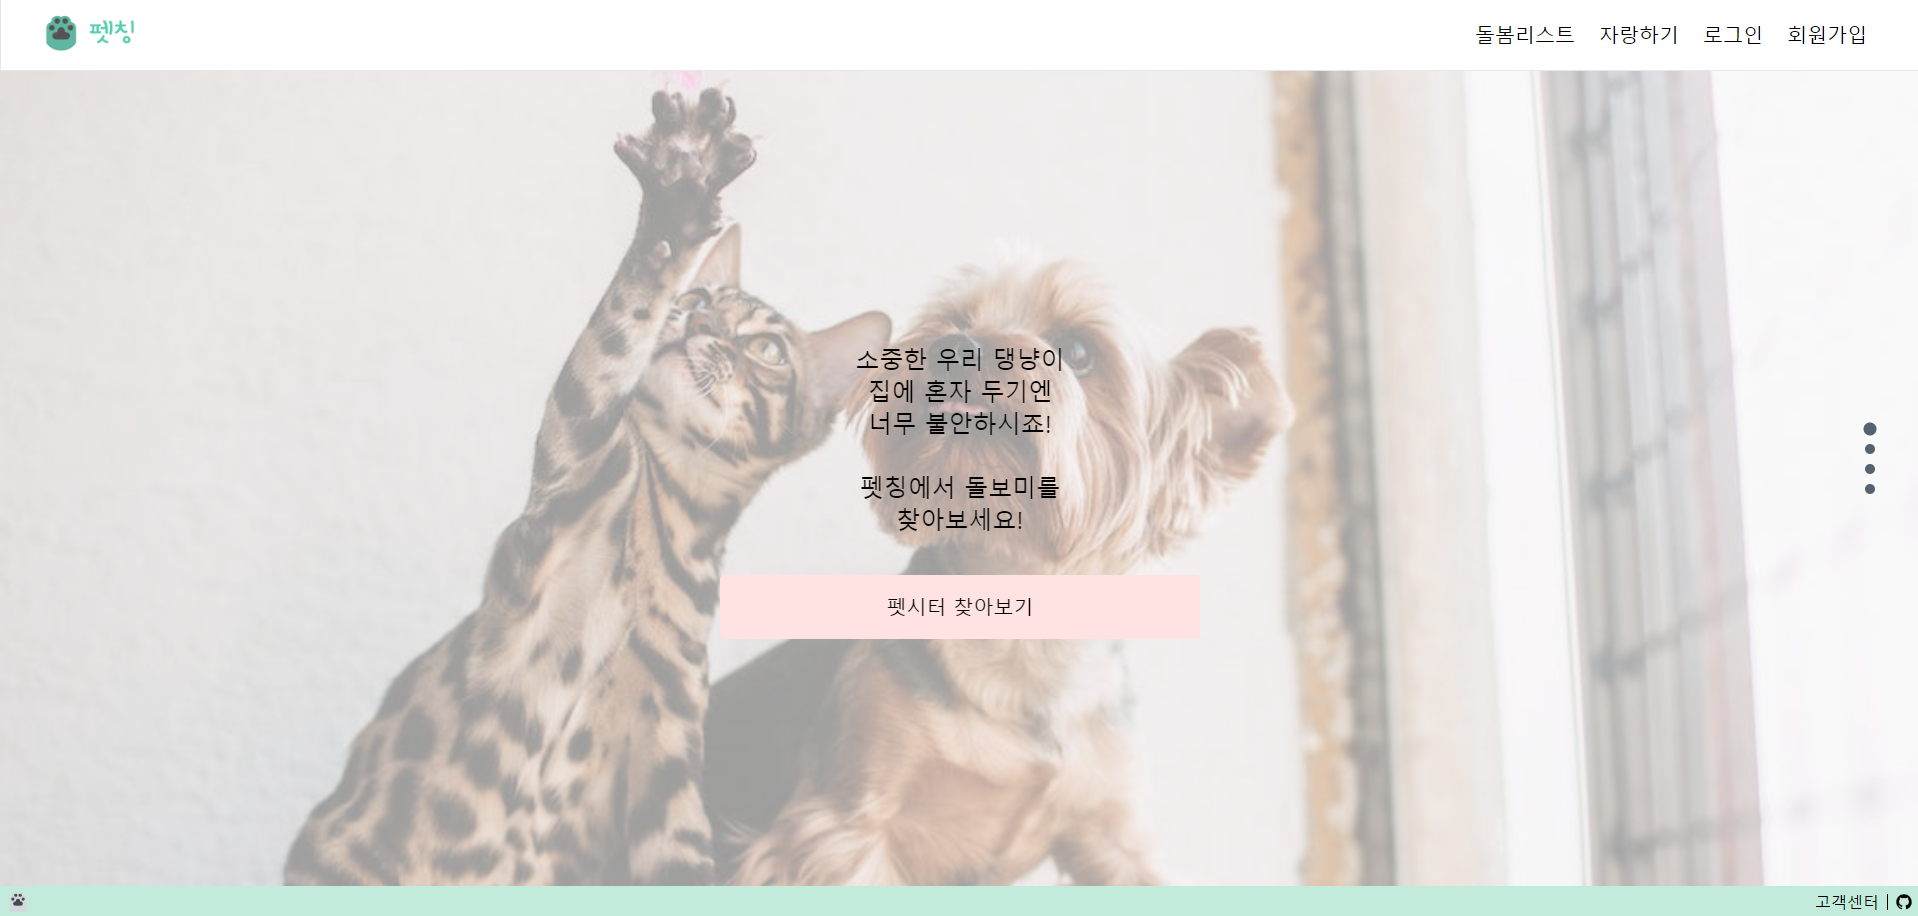 펫칭
돌봄리스트 자랑하기 로그인 회원가입
소중한 우리 댕냥이
집에 혼자 두기엔
너무 불안하시죠!
펫칭에서 돌보미를
찾아보세요!
펫시터 찾아보기
고객센터 |